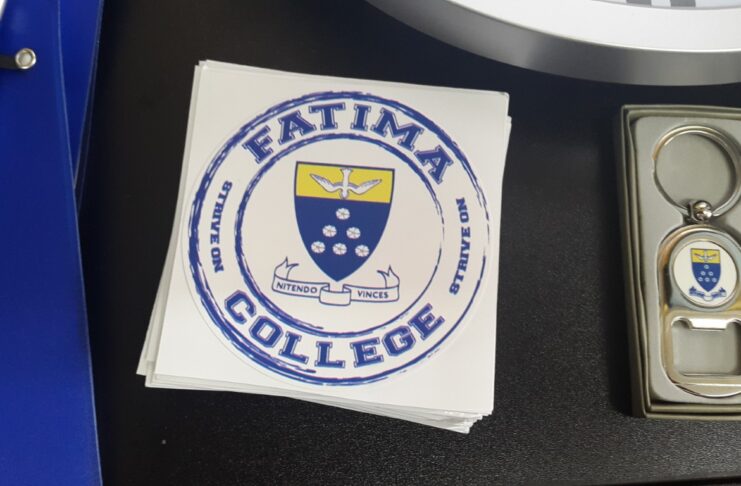 FATIMA
STRIVE ON
STRIVE ON
NITENDO VINCES
COLLEGE